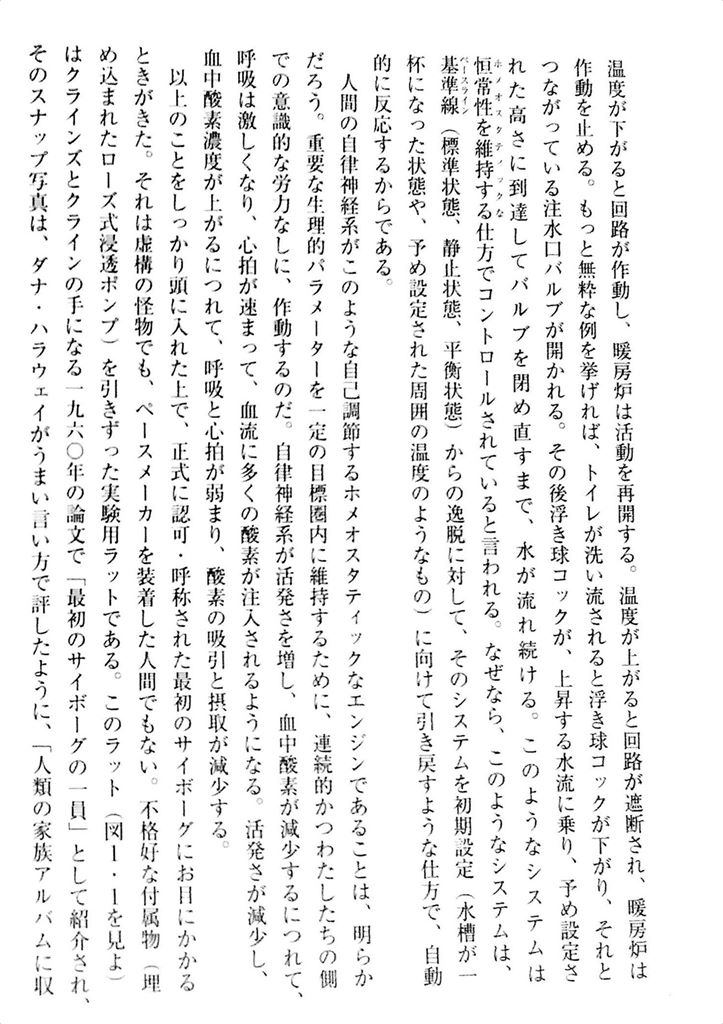 温度が下がると回路が作動し、暖房炉は活動を再開する。温度が上がると回路が遮断され、暖房炉は
作動を止める。もっと無粋な例を挙げれば、トイレが洗い流されると浮き球コックが下がり、それと
つながっている注水口バルブが開かれる。その後浮き球コックが、上昇する水流に乗り、予め設定さ
れた高さに到達してバルブを閉め直すまで、水が流れ続ける。このようなシステムは
ホメオスタティックな
恒常性を維持する仕方でコントロールされていると言われる。なぜなら、このようなシステムは、
ベースライン
基準線（標準状態、静止状態、平衡状態）からの逸脱に対して、そのシステムを初期設定（水槽が一
杯になった状態や、予め設定された周囲の温度のようなもの）に向けて引き戻すような仕方で、自動
的に反応するからである。
人間の自律神経系がこのような自己調節するホメオスタティックなエンジンであることは、明らか
だろう。重要な生理的パラメーターを一定の目標圏内に維持するために、連続的かつわたしたちの側
での意識的な労力なしに、作動するのだ。自律神経系が活発さを増し、血中酸素が減少するにつれて、
呼吸は激しくなり、心拍が速まって、血流に多くの酸素が注入されるようになる。活発さが減少し、
血中酸素濃度が上がるにつれて、呼吸と心拍が弱まり、酸素の吸引と摂取が減少する。
以上のことをしっかり頭に入れた上で、正式に認可・呼称された最初のサイボーグにお目にかかる
ときがきた。それは虚構の怪物でも、ペースメーカーを装着した人間でもない。不格好な付属物（埋
め込まれたローズ式浸透ポンプ）を引きずった実験用ラットである。このラット（図1・1を見よ）
はクラインズとクラインの手になる一九六〇年の論文で「最初のサイボーグの一員」として紹介され、
そのスナップ写真は、ダナ・ハラウェイがうまい言い方で評したように、「人類の家族アルバムに収